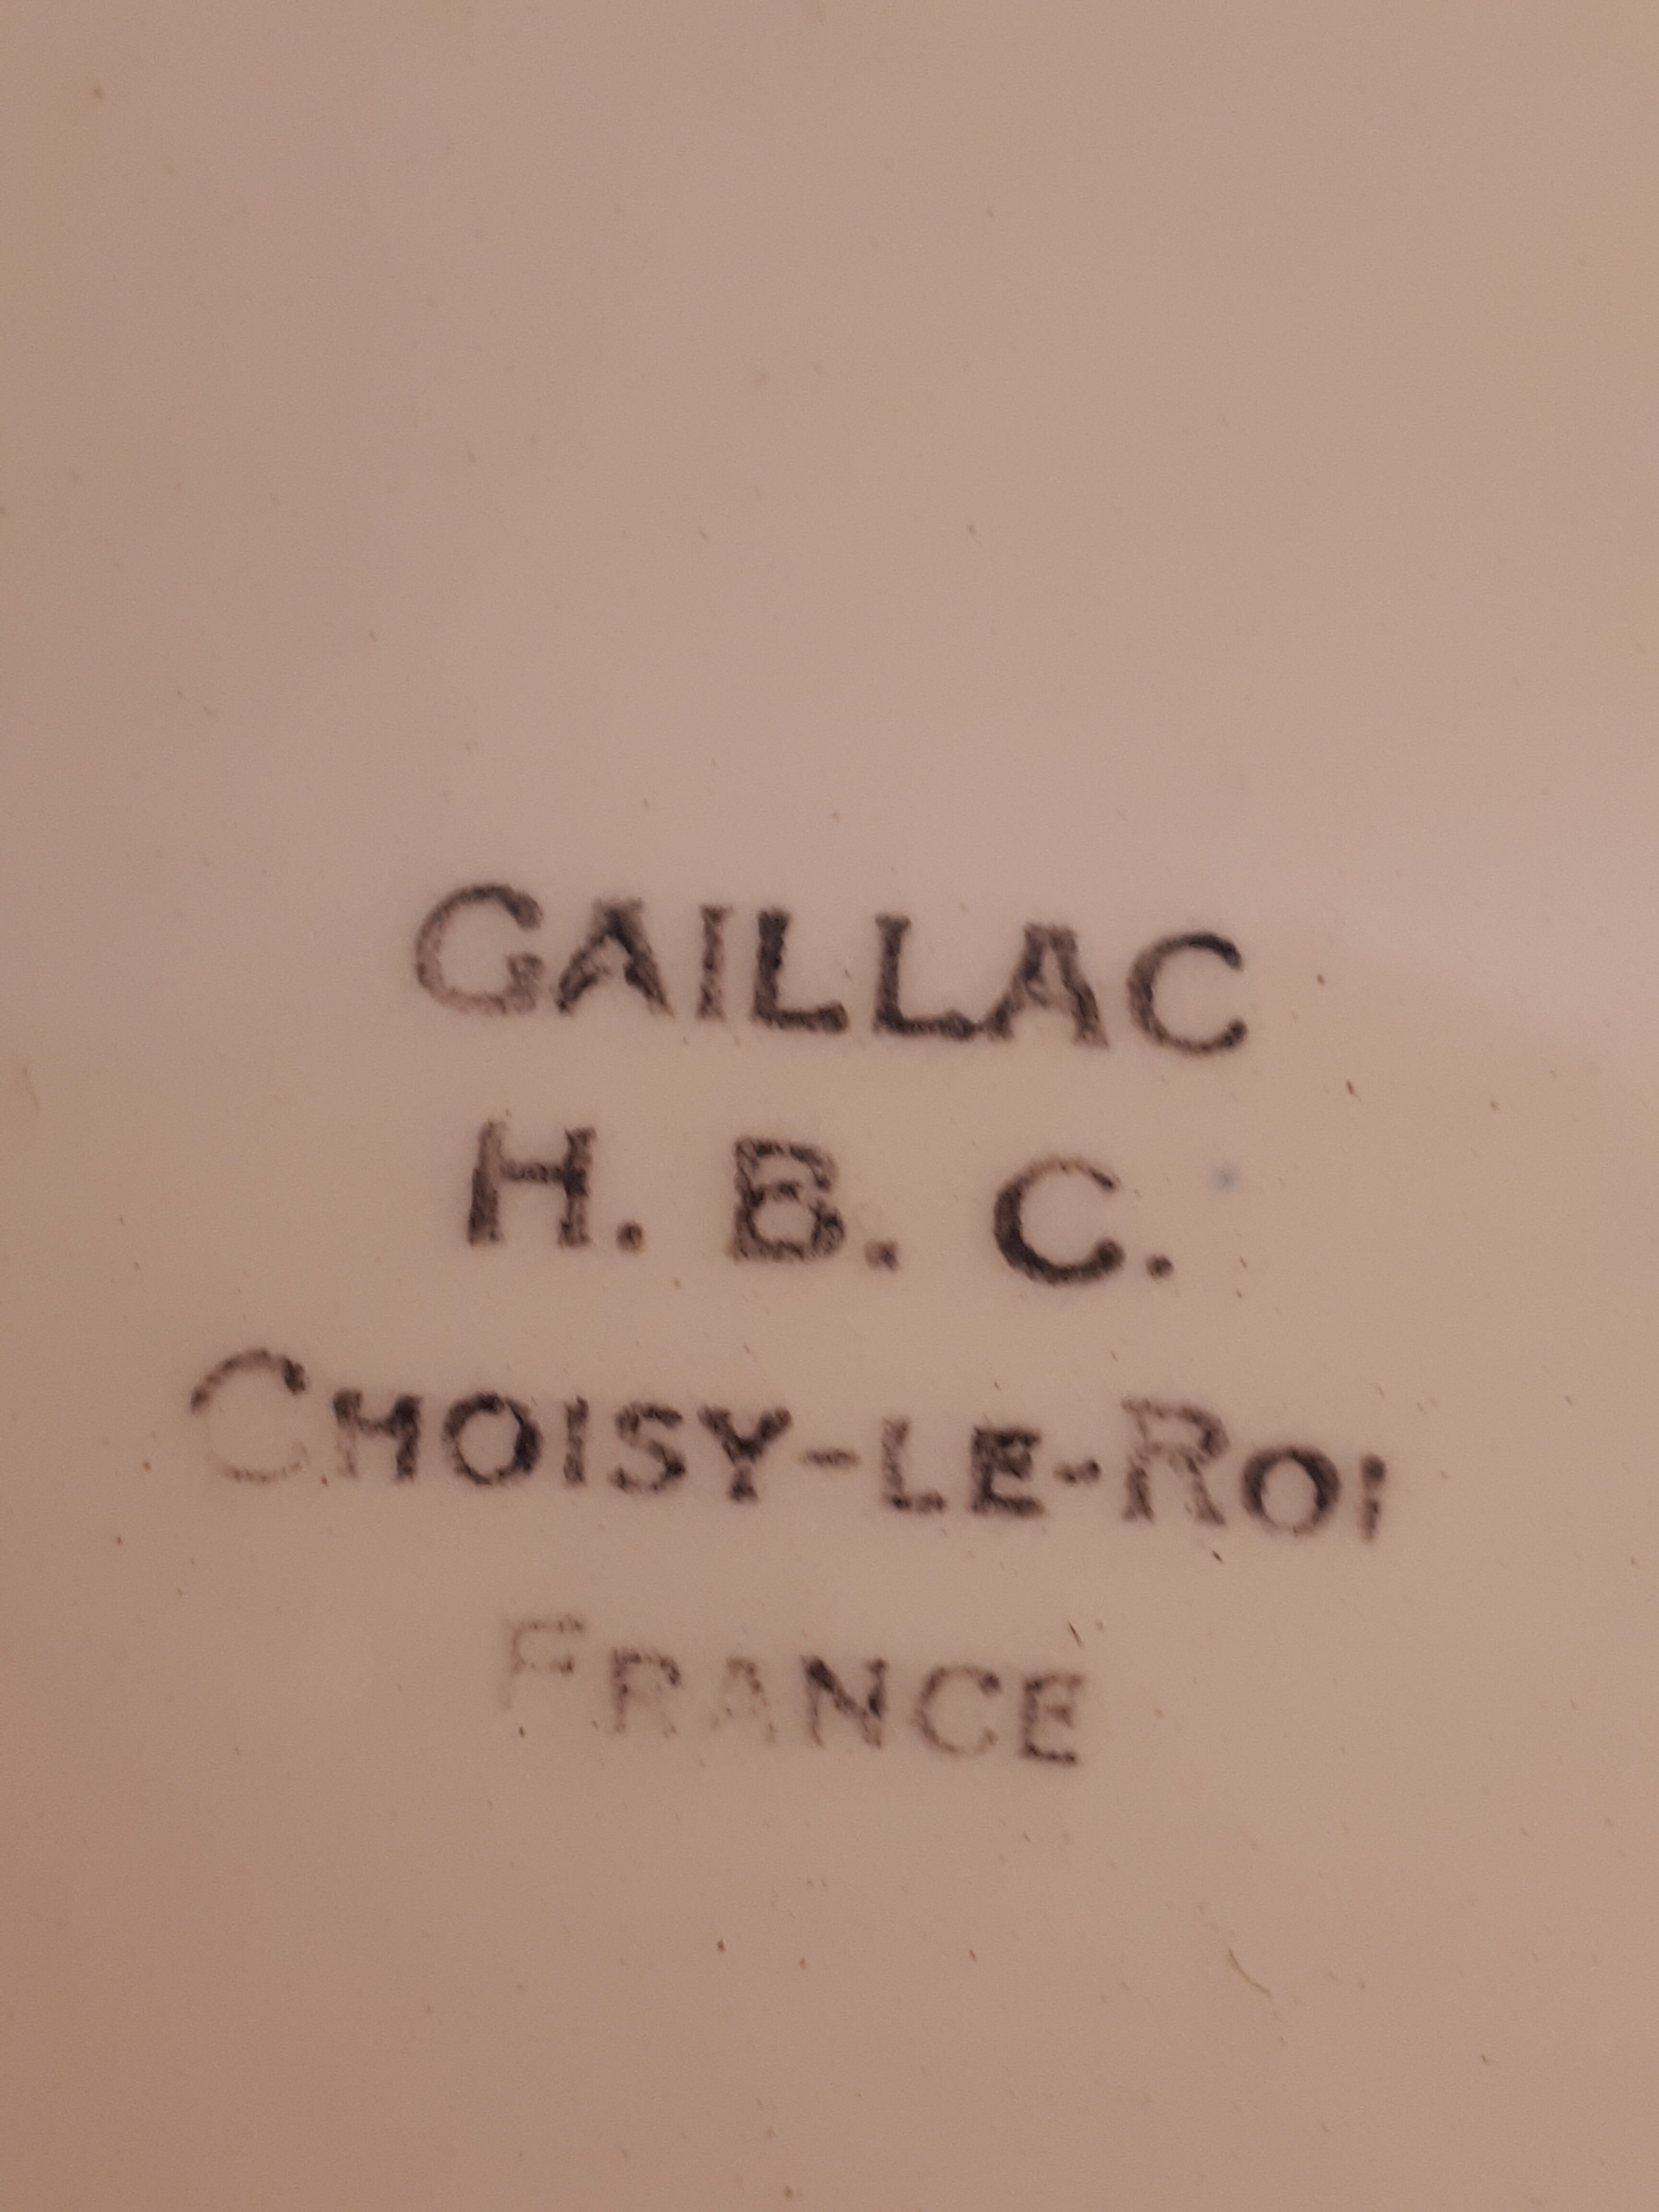 GAILLAC
H. B. C.
CHOISY-LE-ROI
FRANCE